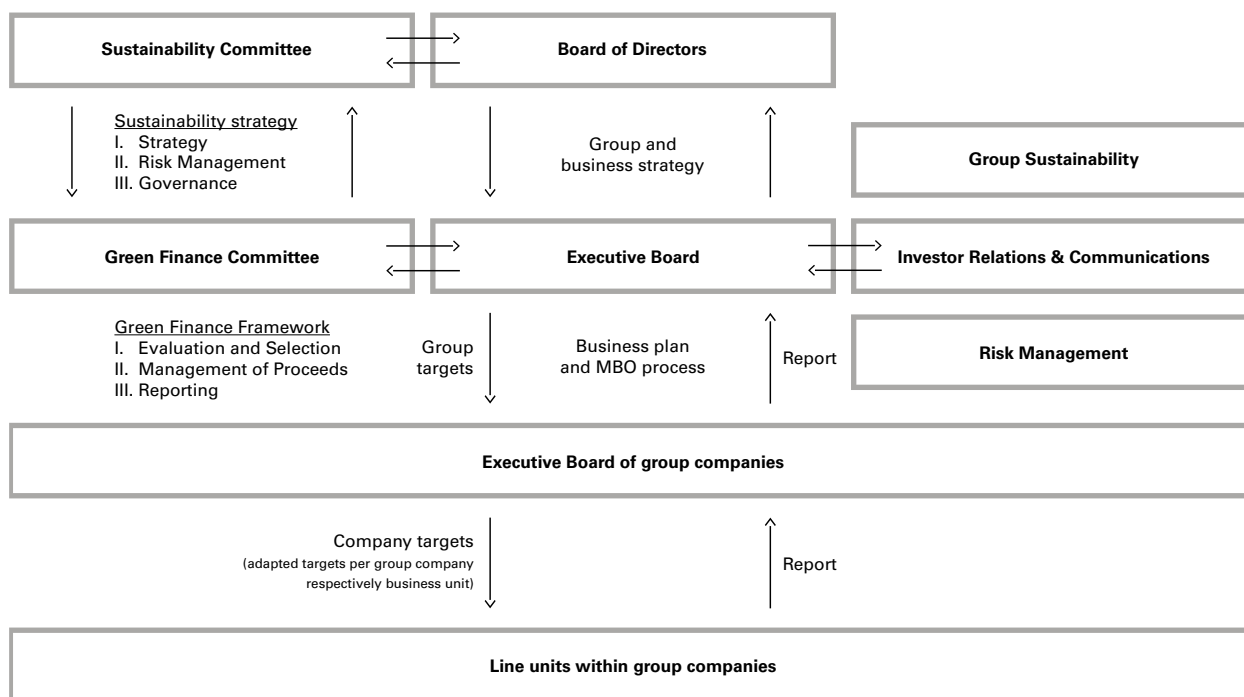 Sustainability Committee
Board of Directors
Sustainability strategy
I. Strategy
II. Risk Management
III. Governance
Group and
business strategy
Group Sustainability
Green Finance Committee
Executive Board
Investor Relations & Communications
Green Finance Framework
I. Evaluation and Selection
II. Management of Proceeds
III. Reporting
Group
targets
Business plan
and MBO process
Report
Risk Management
Executive Board of group companies
Company targets
(adapted targets per group company
respectively business unit)
Report
Line units within group companies